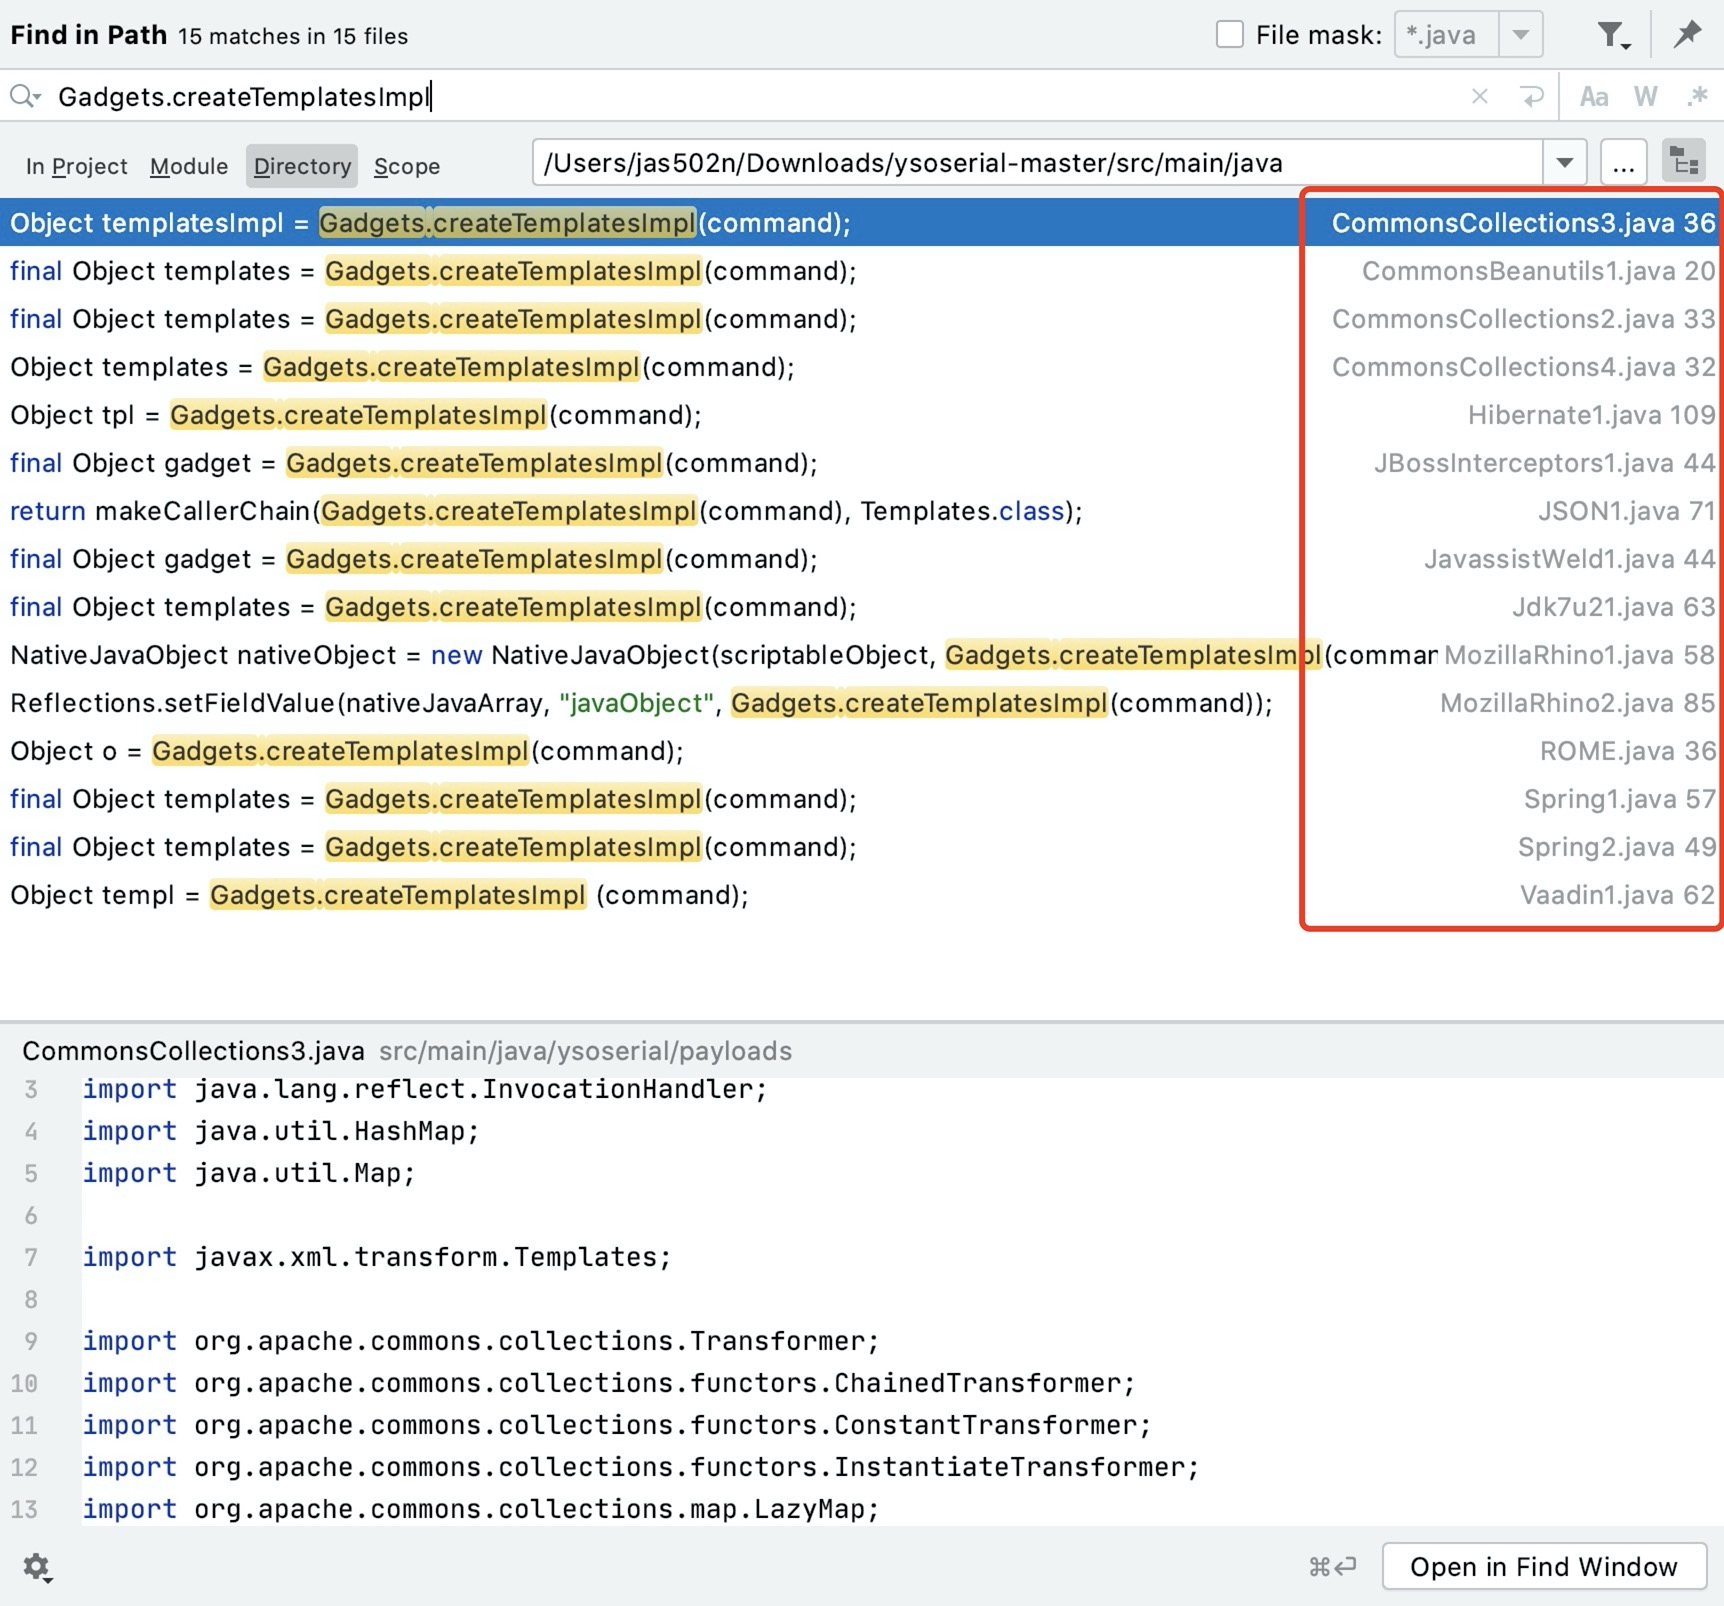 Find in Path 15 matches in 15 files File mask: *.java
Gadgets.createTemplatesImpl Aa W .*
In Project Module Directory Scope /Users/jas502n/Downloads/ysoserial-master/src/main/java ...
Object templatesImpl = Gadgets.createTemplatesImpl(command); CommonsCollections3.java 36
final Object templates = Gadgets.createTemplatesImpl(command); CommonsBeanutils1.java 20
final Object templates = Gadgets.createTemplatesImpl(command); CommonsCollections2.java 33
Object templates = Gadgets.createTemplatesImpl(command); CommonsCollections4.java 32
Object tpl = Gadgets.createTemplatesImpl(command); Hibernate1.java 109
final Object gadget = Gadgets.createTemplatesImpl(command); JBossInterceptors1.java 44
return makeCallerChain(Gadgets.createTemplatesImpl(command), Templates.class); JSON1.java 71
final Object gadget = Gadgets.createTemplatesImpl(command); JavassistWeld1.java 44
final Object templates = Gadgets.createTemplatesImpl(command); Jdk7u21.java 63
NativeJavaObject nativeObject = new NativeJavaObject(scriptableObject, Gadgets.createTemplatesImpl(comman MozillaRhino1.java 58
Reflections.setFieldValue(nativeJavaArray, "javaObject", Gadgets.createTemplatesImpl(command)); MozillaRhino2.java 85
Object o = Gadgets.createTemplatesImpl(command); ROME.java 36
final Object templates = Gadgets.createTemplatesImpl(command); Spring1.java 57
final Object templates = Gadgets.createTemplatesImpl(command); Spring2.java 49
Object templ = Gadgets.createTemplatesImpl (command); Vaadin1.java 62
CommonsCollections3.java src/main/java/ysoserial/payloads
3 import java.lang.reflect.InvocationHandler;
4 import java.util.HashMap;
5 import java.util.Map;
6
7 import javax.xml.transform.Templates;
8
9 import org.apache.commons.collections.Transformer;
10 import org.apache.commons.collections.functors.ChainedTransformer;
11 import org.apache.commons.collections.functors.ConstantTransformer;
12 import org.apache.commons.collections.functors.InstantiateTransformer;
13 import org.apache.commons.collections.map.LazyMap;
⌘↩ Open in Find Window